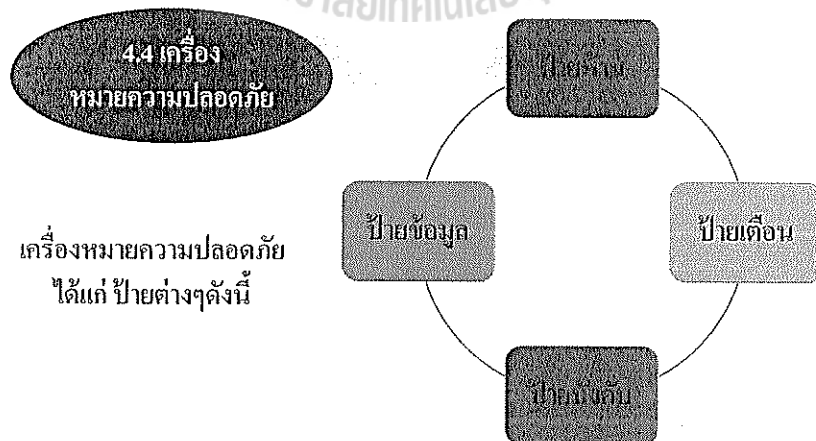 4.4 เครื่อง
หมายความปลอดภัย
ป้ายห้าม
ป้ายข้อมูล
ป้ายเตือน
เครื่องหมายความปลอดภัย
ได้แก่ ป้ายต่างๆดังนี้
ป้ายบังคับ